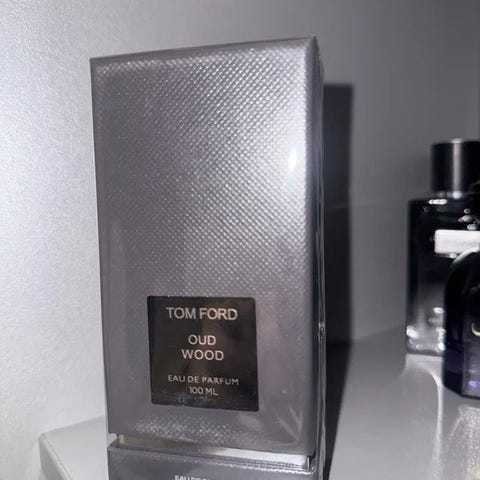 TOM FORD
OUD
WOOD
EAU DE PARFUM
100 ML